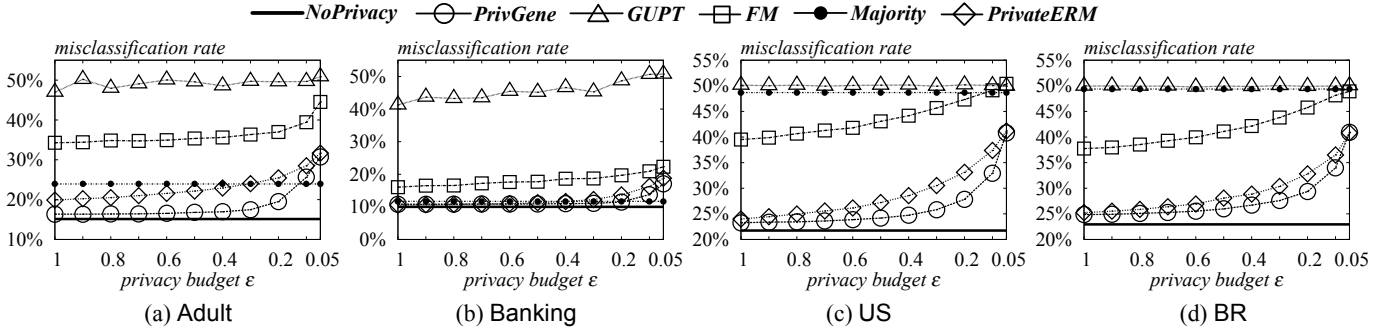 NoPrivacy PrivGene GUPT FM Majority PrivateERM
misclassification rate
50%
40%
30%
20%
10%
1 0.8 0.6 0.4 0.2 0.05
privacy budget ε
(a) Adult
misclassification rate
50%
40%
30%
20%
10%
0%
1 0.8 0.6 0.4 0.2 0.05
privacy budget ε
(b) Banking
misclassification rate
55%
50%
45%
40%
35%
30%
25%
20%
1 0.8 0.6 0.4 0.2 0.05
privacy budget ε
(c) US
misclassification rate
55%
50%
45%
40%
35%
30%
25%
20%
1 0.8 0.6 0.4 0.2 0.05
privacy budget ε
(d) BR